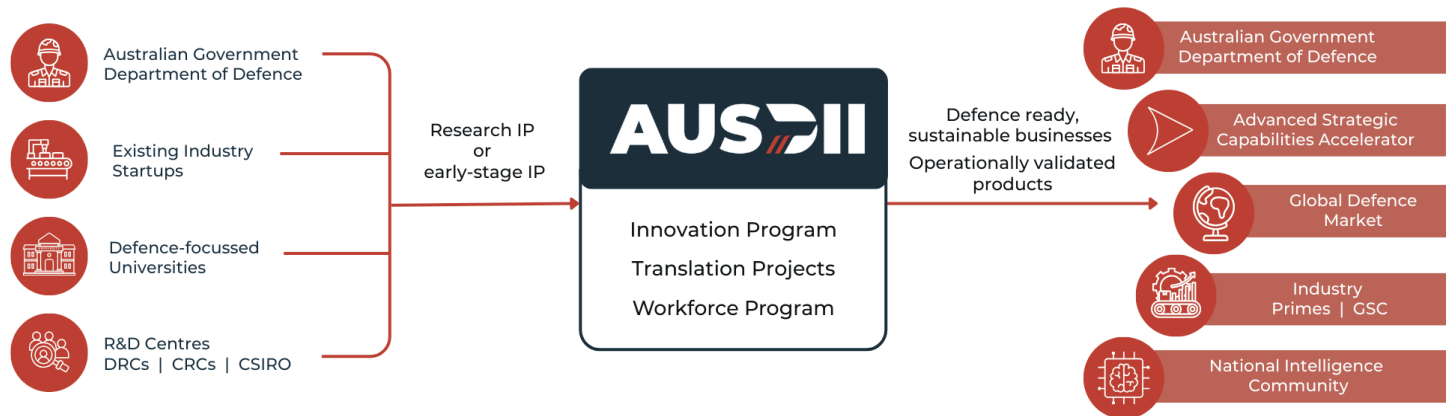 Australian Government
Department of Defence
Existing Industry
Startups
Defence-focussed
Universities
R&D Centres
DRCs | CRCs | CSIRO
Research IP
or
early-stage IP
AUSDII
Innovation Program
Translation Projects
Workforce Program
Defence ready,
sustainable businesses
Operationally validated
products
Australian Government
Department of Defence
Advanced Strategic
Capabilities Accelerator
Global Defence
Market
Industry
Primes | GSC
National Intelligence
Community